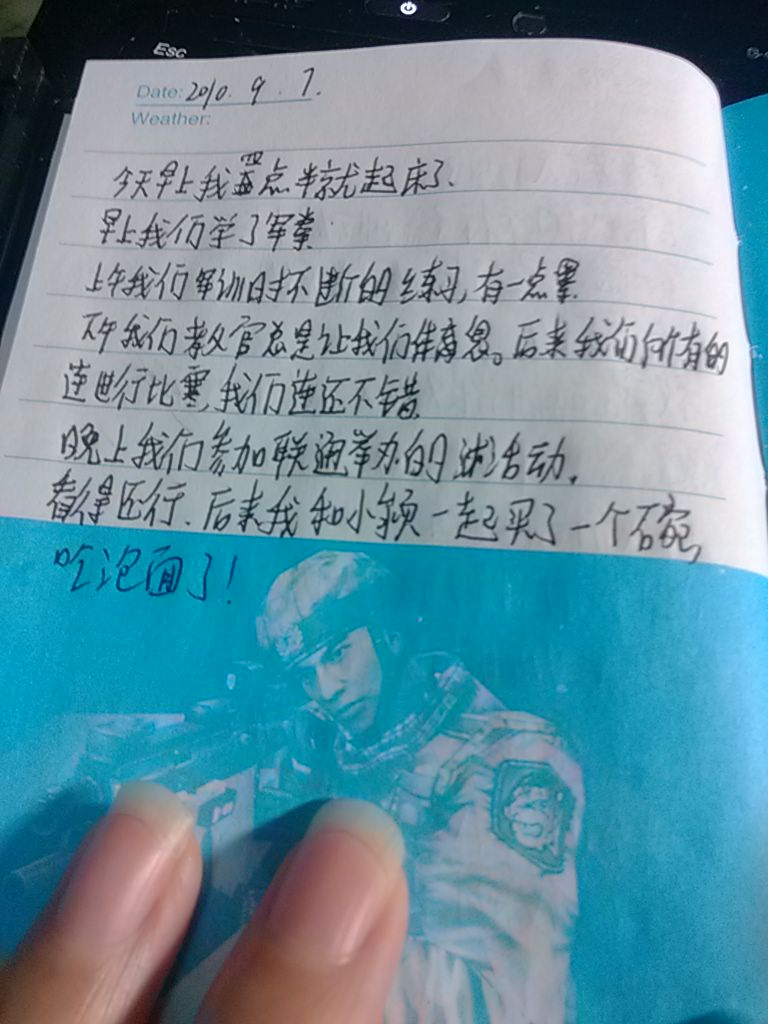 Esc
Date: 2010. 9. 7.
Weather:
今天早上我四点半就起床了.
早上我们学了军拳.
上午我们军训时不断的练习,有一点累.
下午我们教官总是让我们休息。后来我们向所有的
连进行比赛,我们连还不错.
晚上我们参加联通举办的活动.
看得还行.后来我和小颖一起买了一个碗,
吃泡面了!